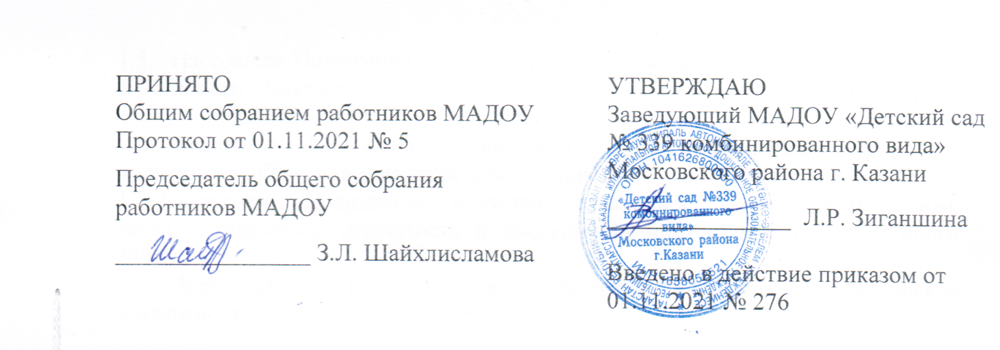 ПРИНЯТО
Общим собранием работников МАДОУ
Протокол от 01.11.2021 № 5
Председатель общего собрания
работников МАДОУ
З.Л. Шайхлисламова
УТВЕРЖДАЮ
Заведующий МАДОУ «Детский сад
№ 339 комбинированного вида»
Московского района г. Казани
Л.Р. Зиганшина
Введено в действие приказом от
01.11.2021 № 276
«Детский сад №339
комбинированного
вида»
Московского района
г.Казани